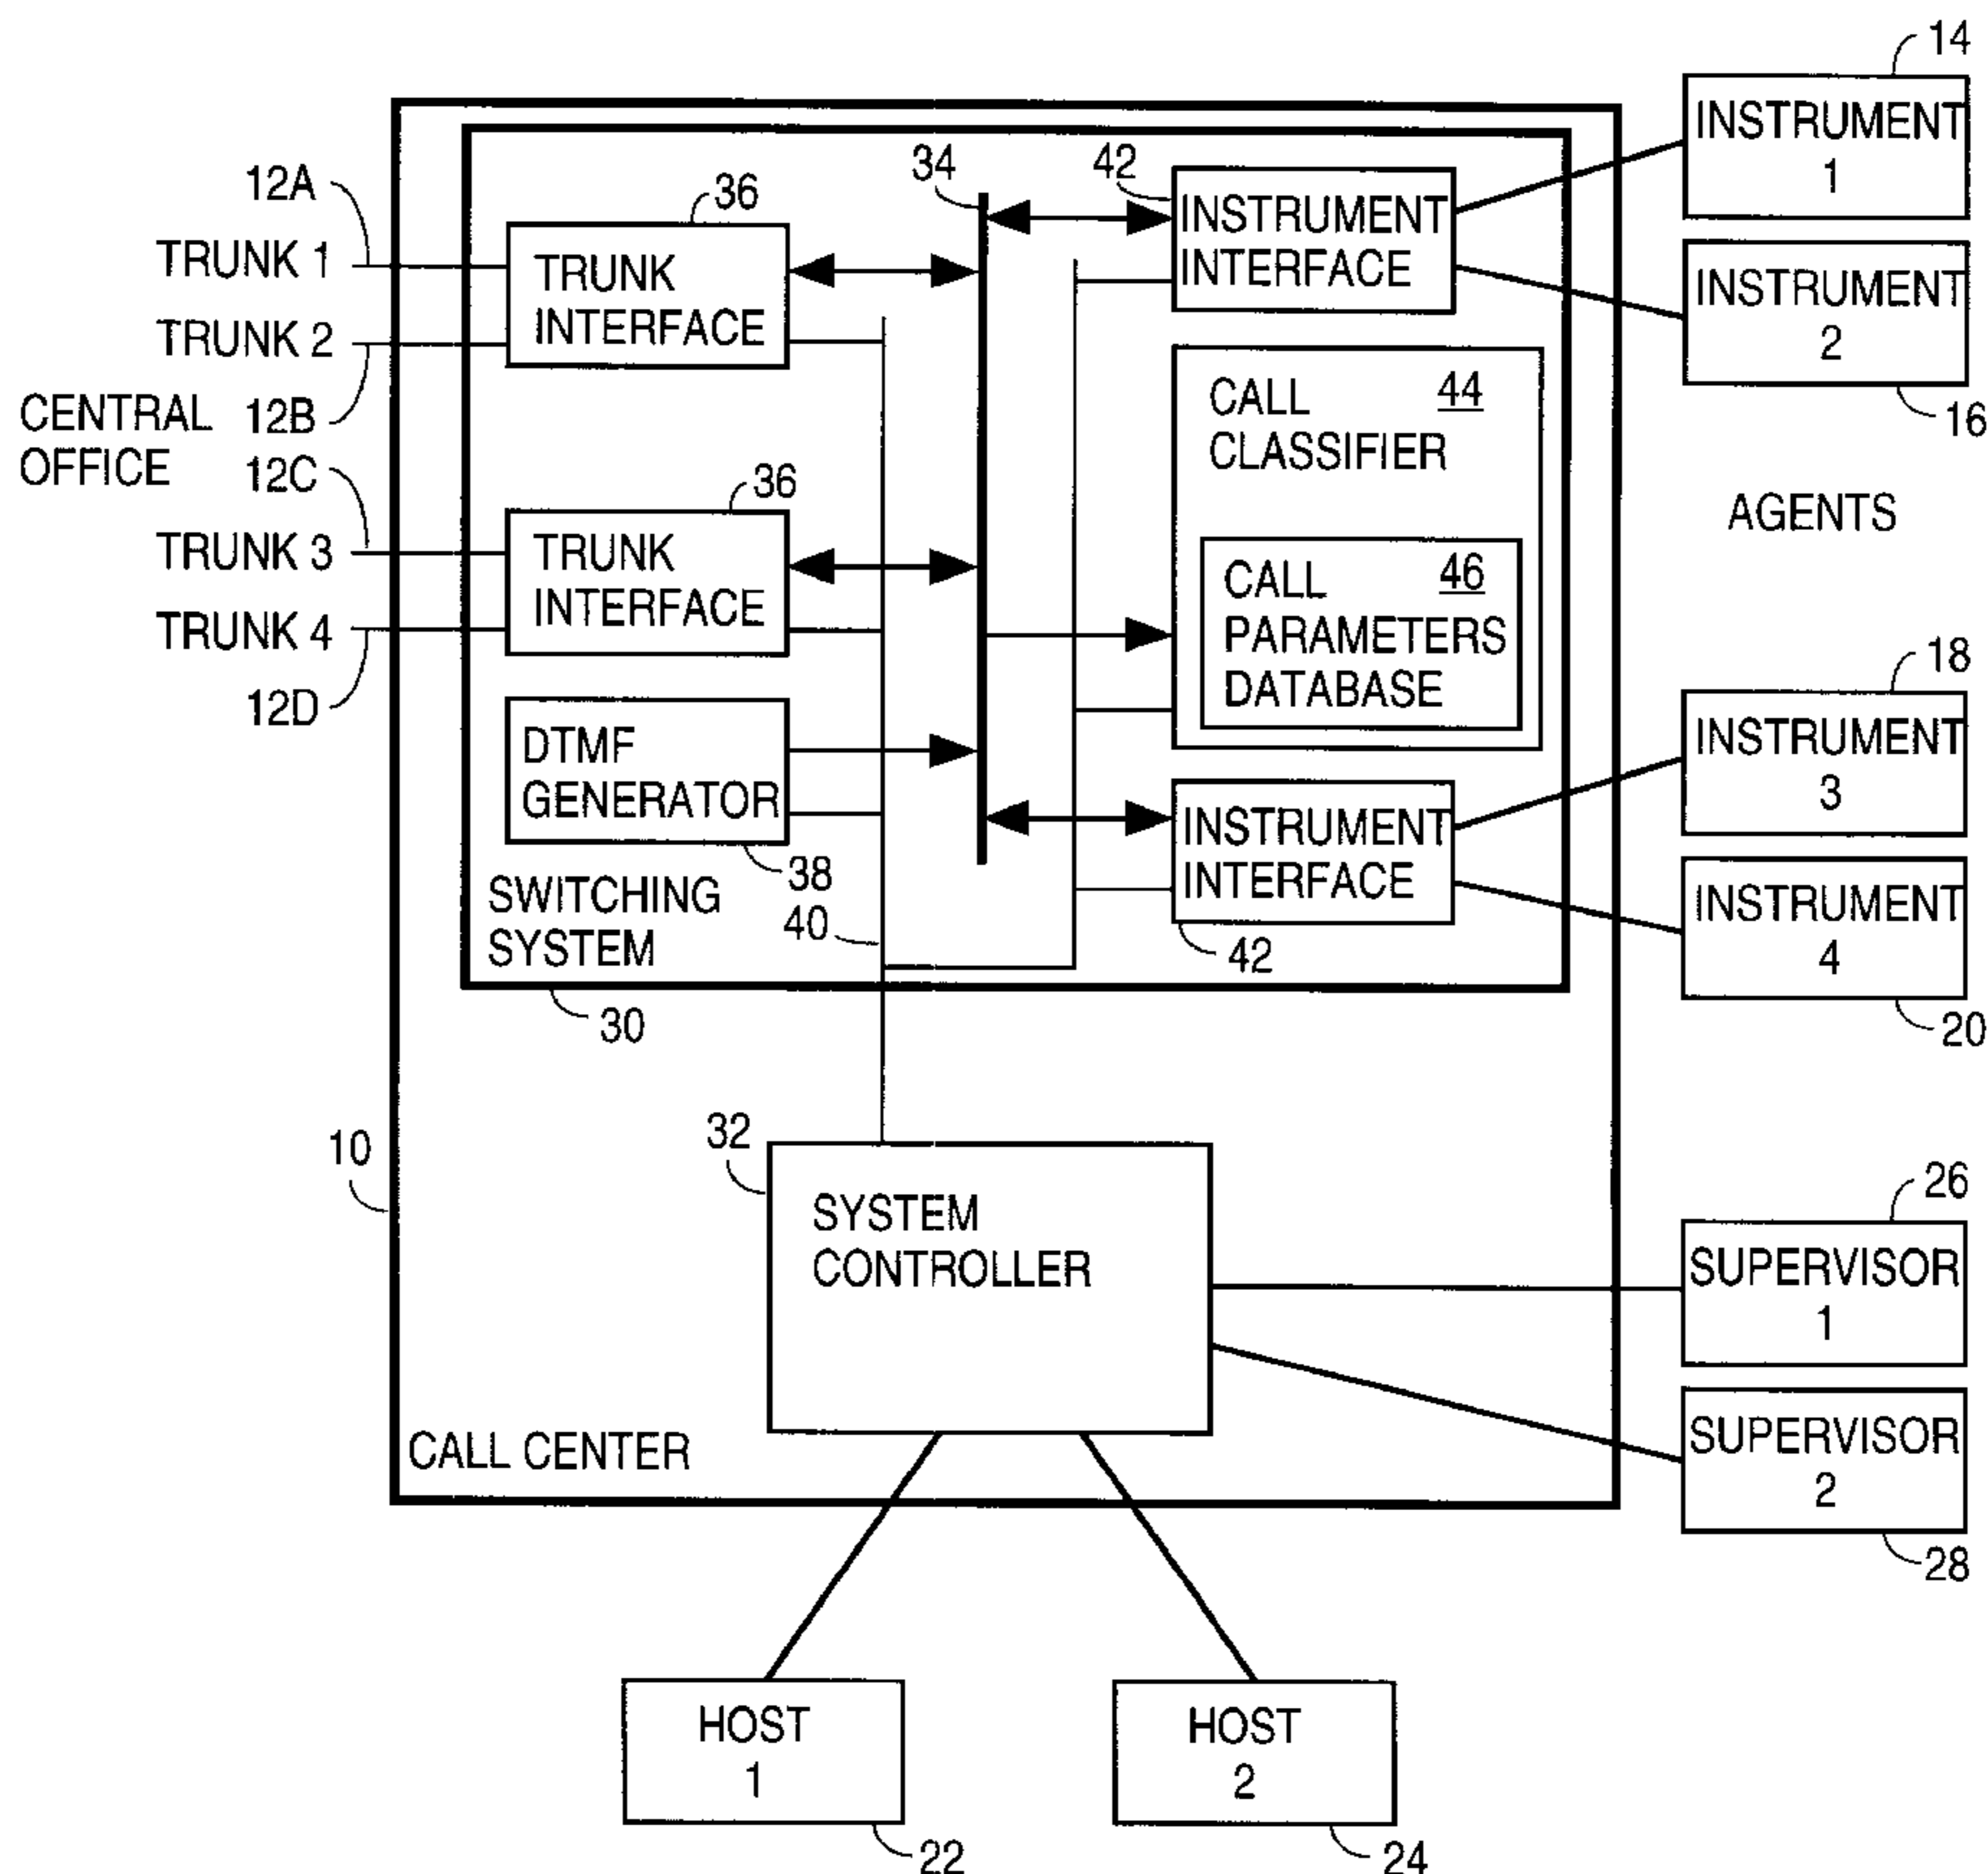 14
INSTRUMENT
1
12A
36
34
42
INSTRUMENT
INTERFACE
TRUNK 1
TRUNK
INTERFACE
INSTRUMENT
2
TRUNK 2
16
CENTRAL
OFFICE
12B
12C
CALL
CLASSIFIER
44
36
AGENTS
TRUNK 3
TRUNK
INTERFACE
CALL
PARAMETERS
DATABASE
46
TRUNK 4
12D
18
INSTRUMENT
3
DTMF
GENERATOR
38
INSTRUMENT
INTERFACE
42
INSTRUMENT
4
20
SWITCHING
SYSTEM
40
30
10
32
SYSTEM
CONTROLLER
26
SUPERVISOR
1
SUPERVISOR
2
28
CALL CENTER
HOST
1
22
HOST
2
24